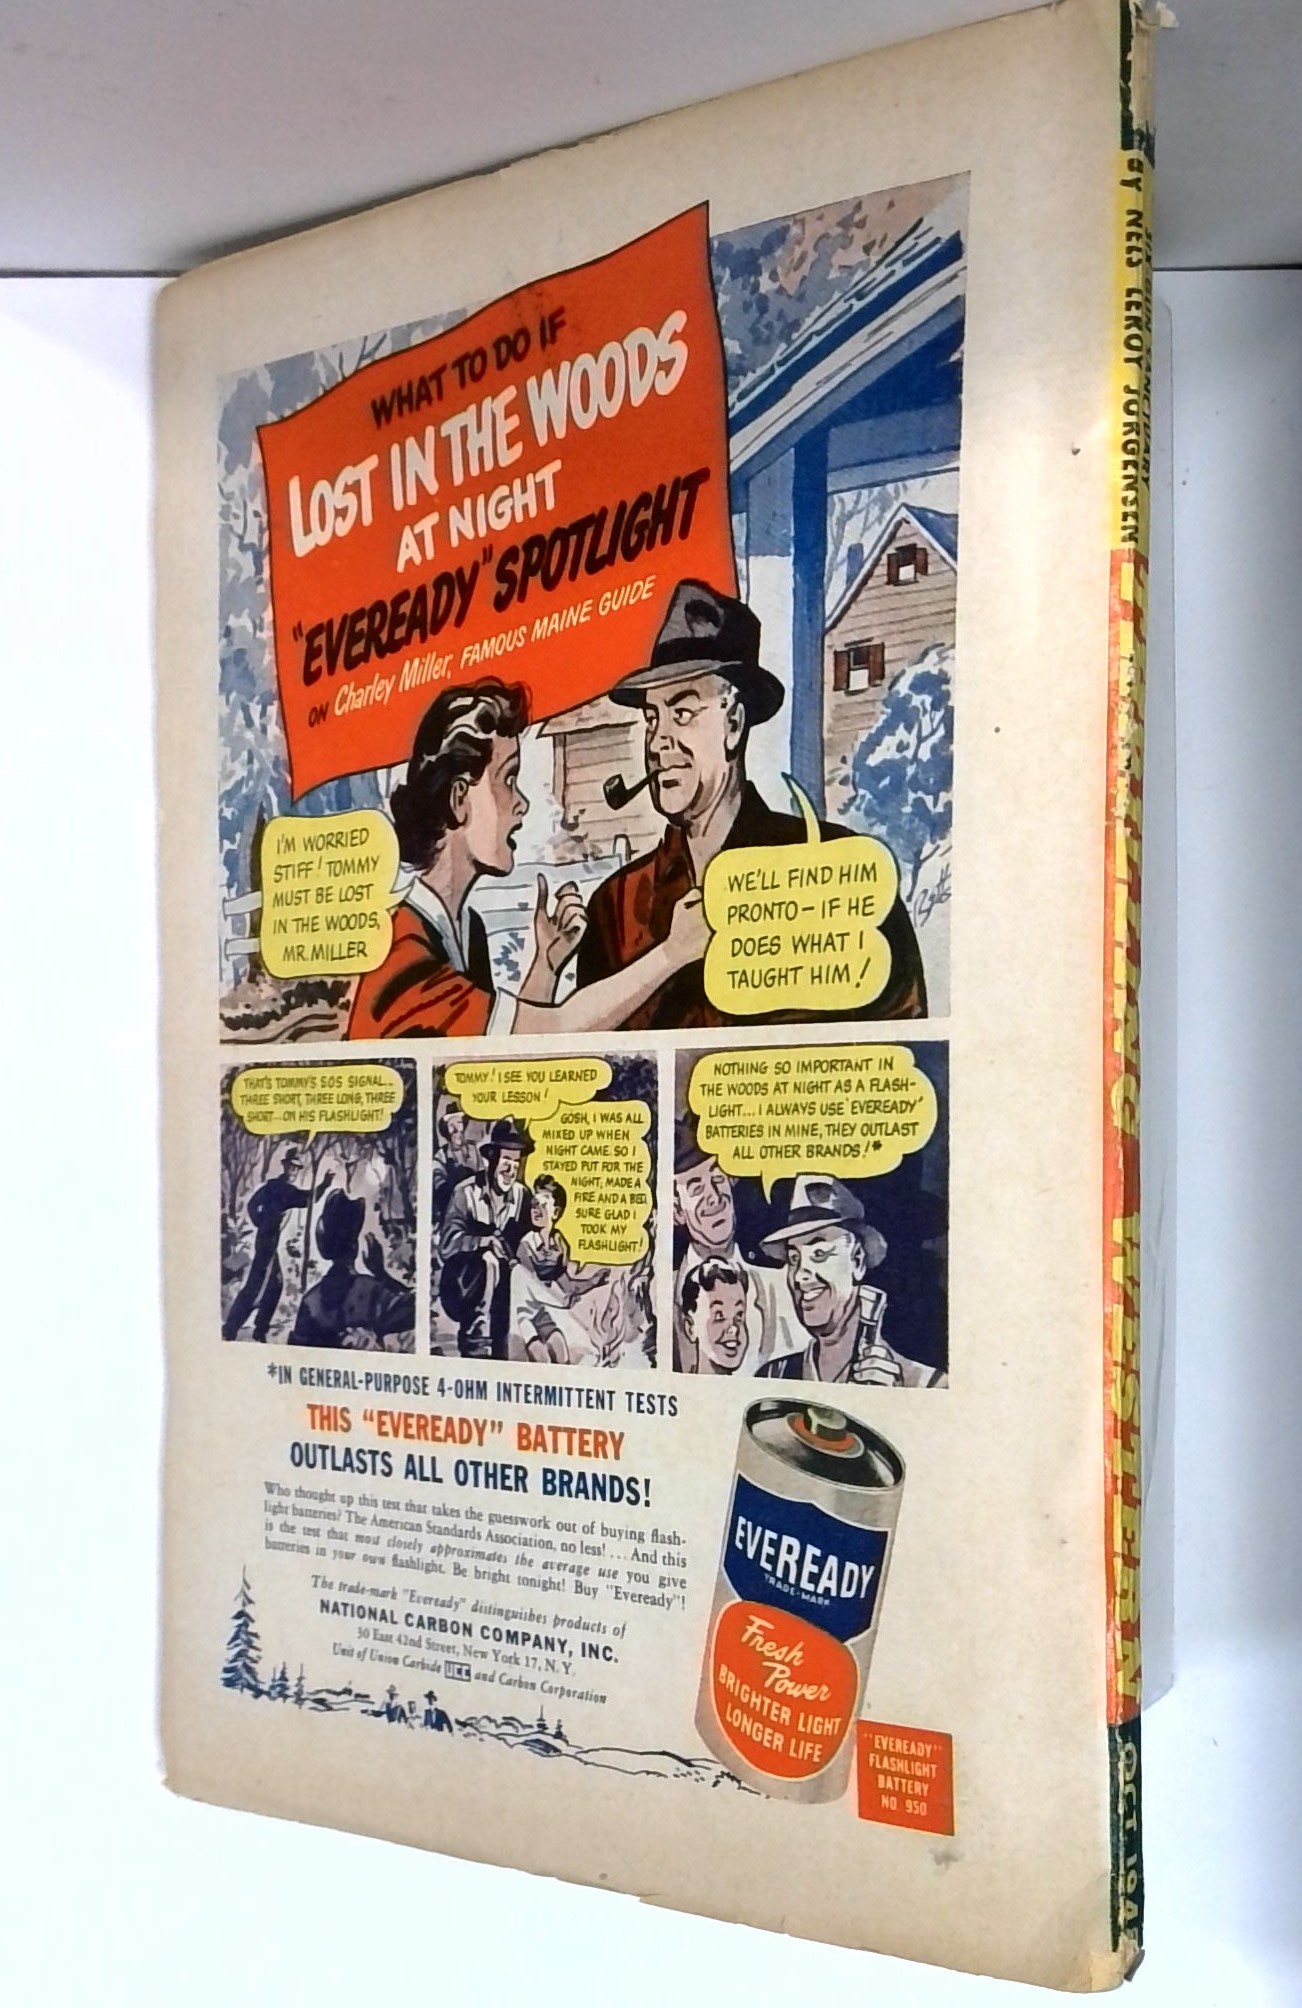 WHAT TO DO IF
LOST IN THE WOODS
AT NIGHT
"EVEREADY" SPOTLIGHT
ON Charley Miller, FAMOUS MAINE GUIDE
I'M WORRIED
STIFF! TOMMY
MUST BE LOST
IN THE WOODS,
MR. MILLER
WE'LL FIND HIM
PRONTO - IF HE
DOES WHAT I
TAUGHT HIM!
THAT'S TOMMY'S SOS SIGNAL...
THREE SHORT, THREE LONG, THREE
SHORT... ON HIS FLASHLIGHT!
TOMMY! I SEE YOU LEARNED
YOUR LESSON!
GOSH, I WAS ALL
MIXED UP WHEN
NIGHT CAME. SO I
STAYED PUT FOR THE
NIGHT, MADE A
FIRE AND A BED.
SURE GLAD I
TOOK MY
FLASHLIGHT!
NOTHING SO IMPORTANT IN
THE WOODS AT NIGHT AS A FLASH-
LIGHT... I ALWAYS USE "EVEREADY"
BATTERIES IN MINE, THEY OUTLAST
ALL OTHER BRANDS!*
*IN GENERAL-PURPOSE 4-OHM INTERMITTENT TESTS
THIS "EVEREADY" BATTERY
OUTLASTS ALL OTHER BRANDS!
Who thought up this test that takes the guesswork out of buying flash-
light batteries? The American Standards Association, no less! ... And this
is the test that most closely approximates the average use you give
batteries in your own flashlight. Be bright tonight! Buy "Eveready"!
The trade-mark "Eveready" distinguishes products of
NATIONAL CARBON COMPANY, INC.
30 East 42nd Street, New York 17, N. Y.
Unit of Union Carbide UCC and Carbon Corporation
EVEREADY
TRADE-MARK
Fresh
Power
BRIGHTER LIGHT
LONGER LIFE
"EVEREADY"
FLASHLIGHT
BATTERY
NO. 950
SANCTUARY
BY NELS LEROY JORGENSEN
WESTERN
OCT.